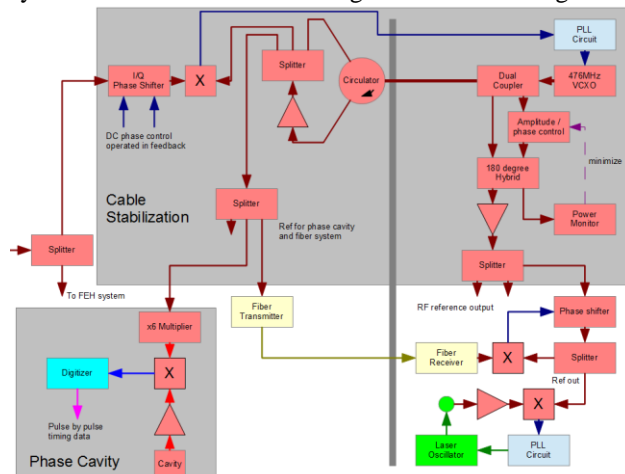 PLL
Circuit
I/Q
Phase Shifter
X
Splitter
Circulator
Dual
Coupler
476MHz
VCXO
DC phase control
operated in feedback
Amplitude /
phase control
minimize
180 degree
Hybrid
Cable
Stabilization
Splitter
Ref for phase cavity
and fiber system
Power
Monitor
Splitter
Splitter
To FEH system
RF reference output
Fiber
Transmitter
Phase shifter
x6 Multiplier
Fiber
Receiver
X
Splitter
Digitizer
X
Ref out
X
Pulse by pulse
timing data
Laser
Oscillator
PLL
Circuit
Phase Cavity
Cavity